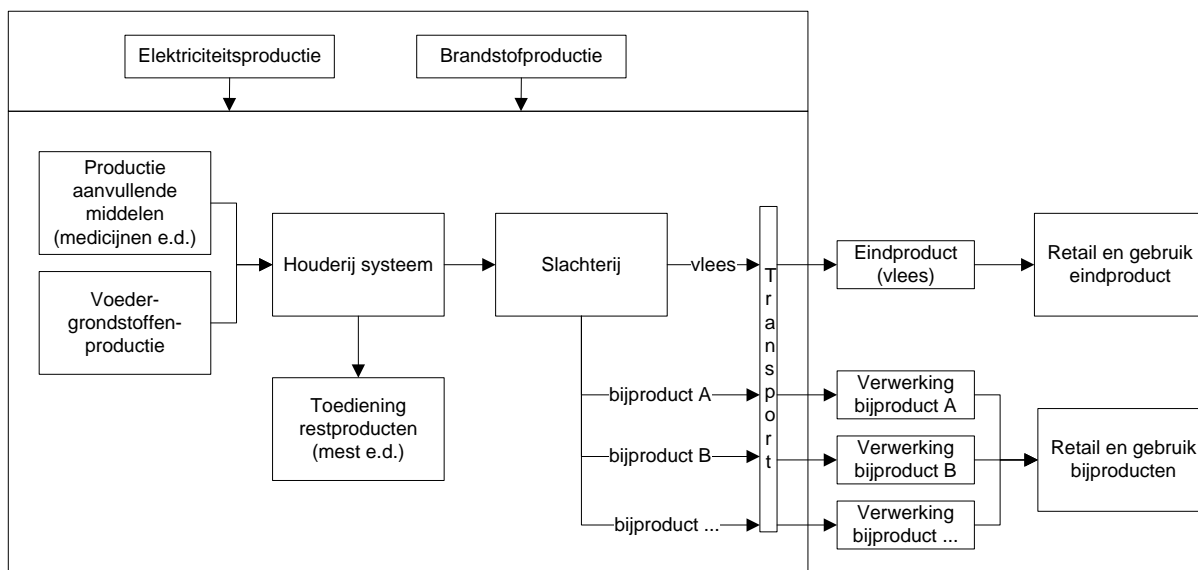 Elektriciteitsproductie
Brandstofproductie
Productie
aanvullende
middelen
(medicijnen e.d.)
Voeder-
grondstoffen-
productie
Houderij systeem
Toediening
restproducten
(mest e.d.)
Slachterij
vlees
bijproduct A
bijproduct B
bijproduct ...
Transport
Eindproduct
(vlees)
Retail en gebruik
eindproduct
Verwerking
bijproduct A
Verwerking
bijproduct B
Verwerking
bijproduct ...
Retail en gebruik
bijproducten